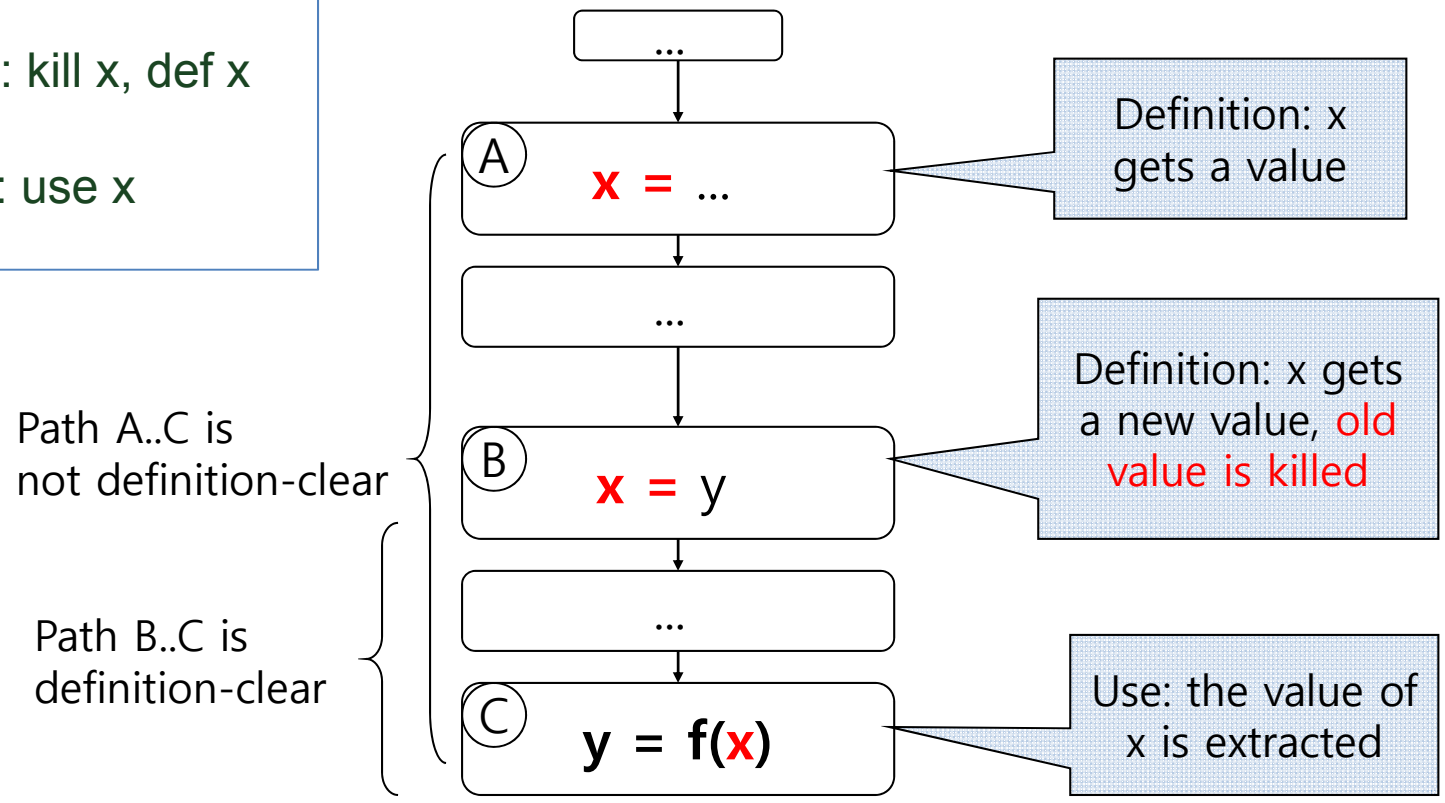 : kill x, def x
: use x
...
A
x = ...
Definition: x
gets a value
...
Path A..C is
not definition-clear
B
x = y
Definition: x gets
a new value, old
value is killed
...
Path B..C is
definition-clear
C
y = f(x)
Use: the value of
x is extracted